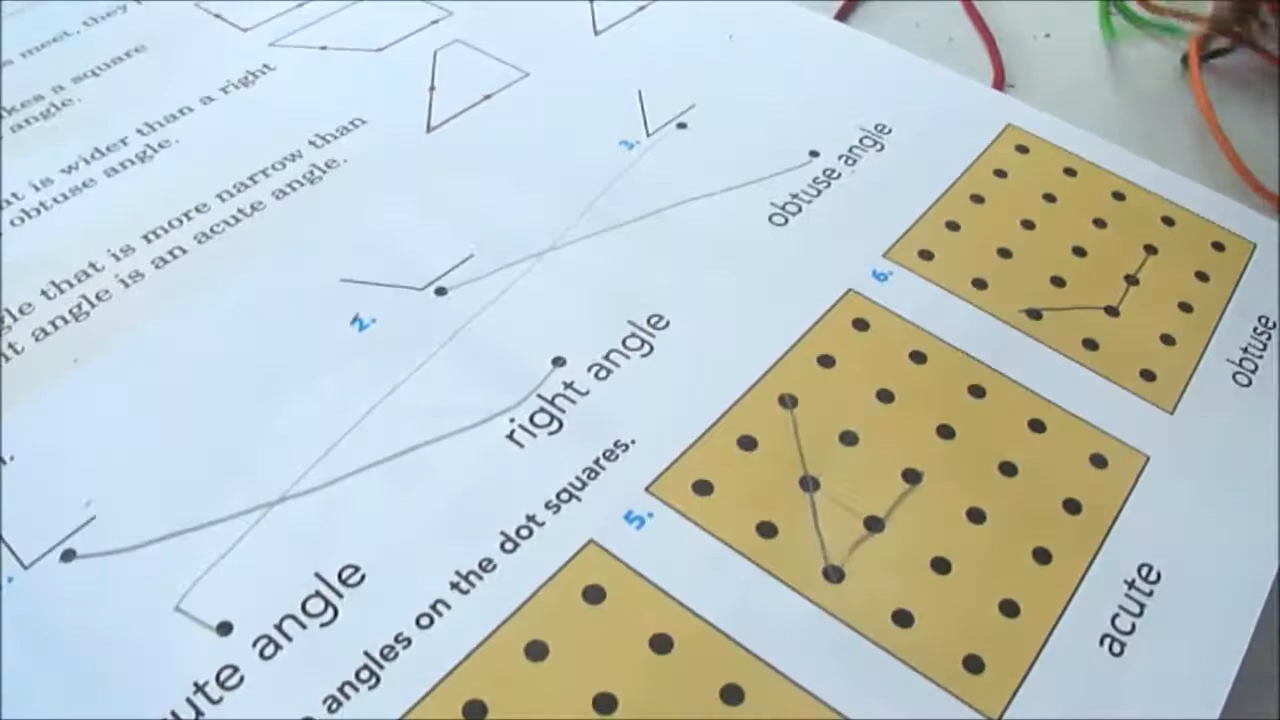 meet, they
kes a square
angle.
at is wider than a right
obtuse angle.
gle that is more narrow than
it angle is an acute angle.
3.
obtuse angle
2.
right angle
ute angle
angles on the dot squares.
5.
acute
6.
obtuse